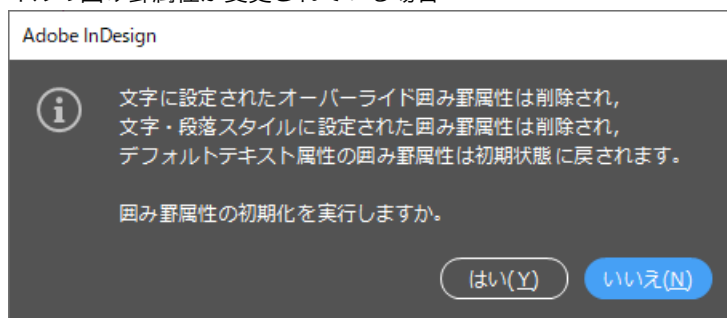 Adobe InDesign
文字に設定されたオーバーライド囲み罫属性は削除され，
文字・段落スタイルに設定された囲み罫属性は削除され，
デフォルトテキスト属性の囲み罫属性は初期状態に戻されます。
囲み罫属性の初期化を実行しますか。
はい(Y)
いいえ(N)